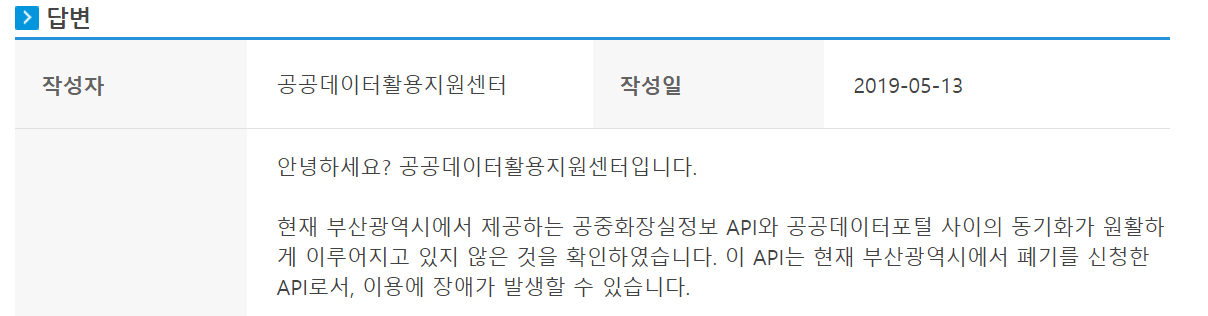 답변
작성자 공공데이터활용지원센터 작성일 2019-05-13
안녕하세요? 공공데이터활용지원센터입니다.
현재 부산광역시에서 제공하는 공중화장실정보 API와 공공데이터포털 사이의 동기화가 원활하
게 이루어지고 있지 않은 것을 확인하였습니다. 이 API는 현재 부산광역시에서 폐기를 신청한
API로서, 이용에 장애가 발생할 수 있습니다.